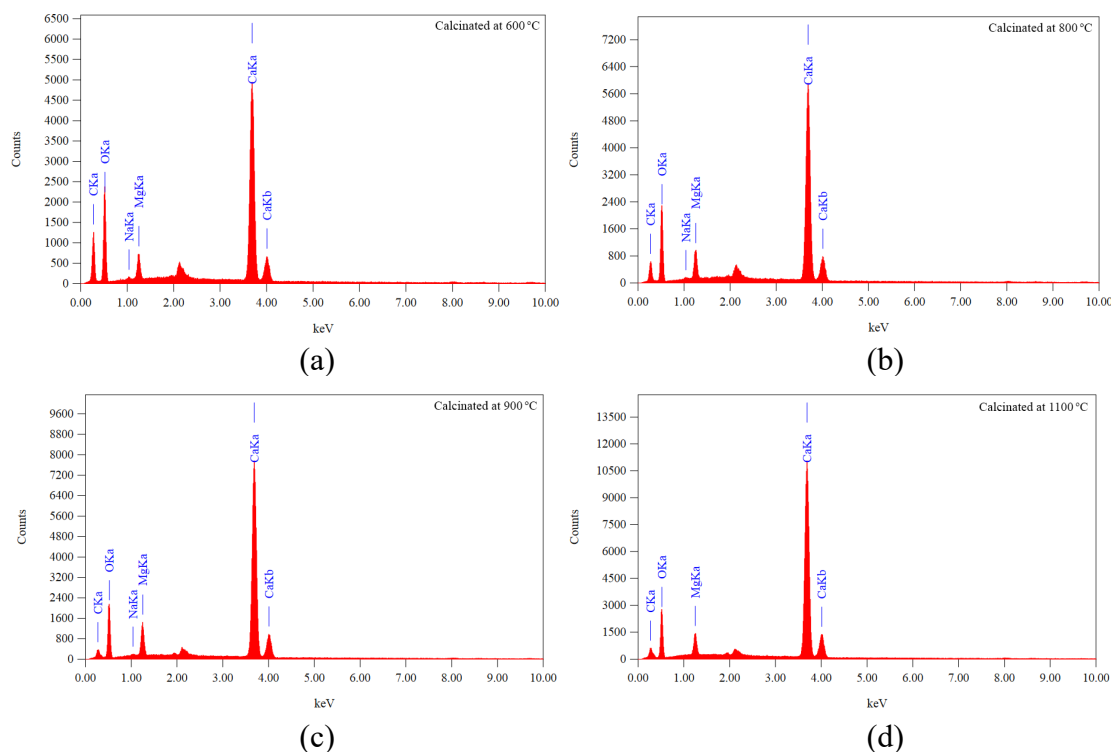 Calcinated at 600 °C
6500
6000
5500
5000
4500
4000
3500
3000
2500
2000
1500
1000
500
0
Counts
CKa
OKa
NaKa
MgKa
CaKa
CaKb
0.00 1.00 2.00 3.00 4.00 5.00 6.00 7.00 8.00 9.00 10.00
keV
(a)
Calcinated at 800 °C
7200
6400
5600
4800
4000
3200
2400
1600
800
0
Counts
CKa
OKa
NaKa
MgKa
CaKa
CaKb
0.00 1.00 2.00 3.00 4.00 5.00 6.00 7.00 8.00 9.00 10.00
keV
(b)
Calcinated at 900 °C
9600
8800
8000
7200
6400
5600
4800
4000
3200
2400
1600
800
0
Counts
CKa
OKa
NaKa
MgKa
CaKa
CaKb
0.00 1.00 2.00 3.00 4.00 5.00 6.00 7.00 8.00 9.00 10.00
keV
(c)
Calcinated at 1100 °C
13500
12000
10500
9000
7500
6000
4500
3000
1500
0
Counts
CKa
OKa
MgKa
CaKa
CaKb
0.00 1.00 2.00 3.00 4.00 5.00 6.00 7.00 8.00 9.00 10.00
keV
(d)